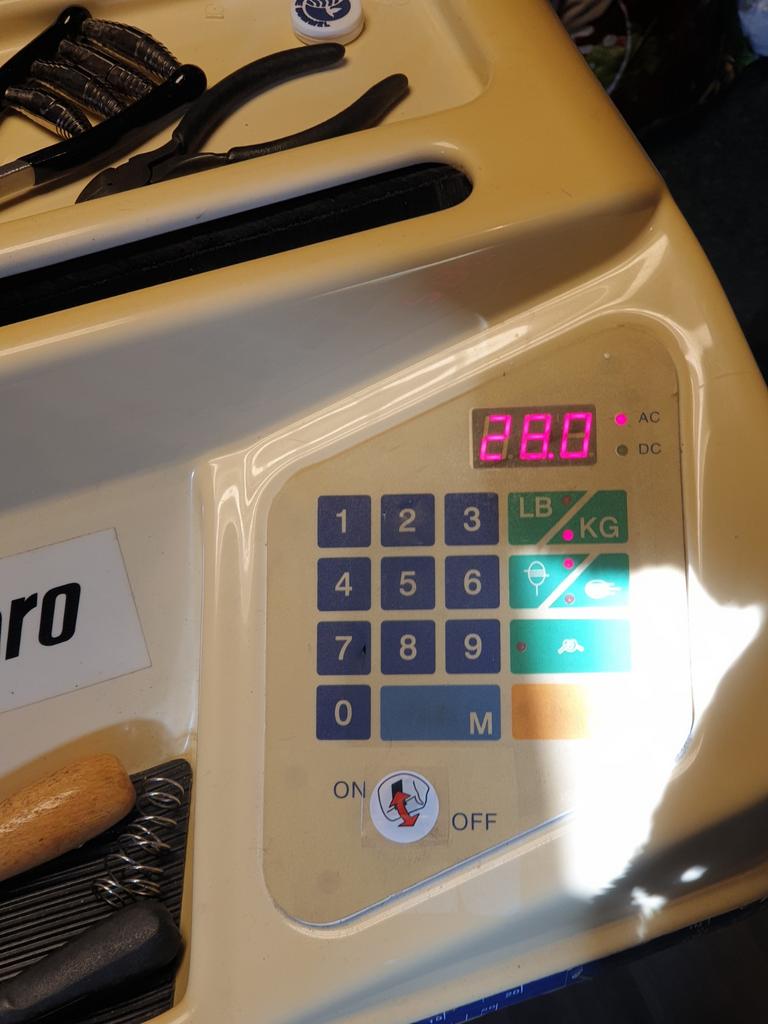 28.0
AC
DC
1 2 3 LB KG
4 5 6
7 8 9
0 M
ro
ON
OFF